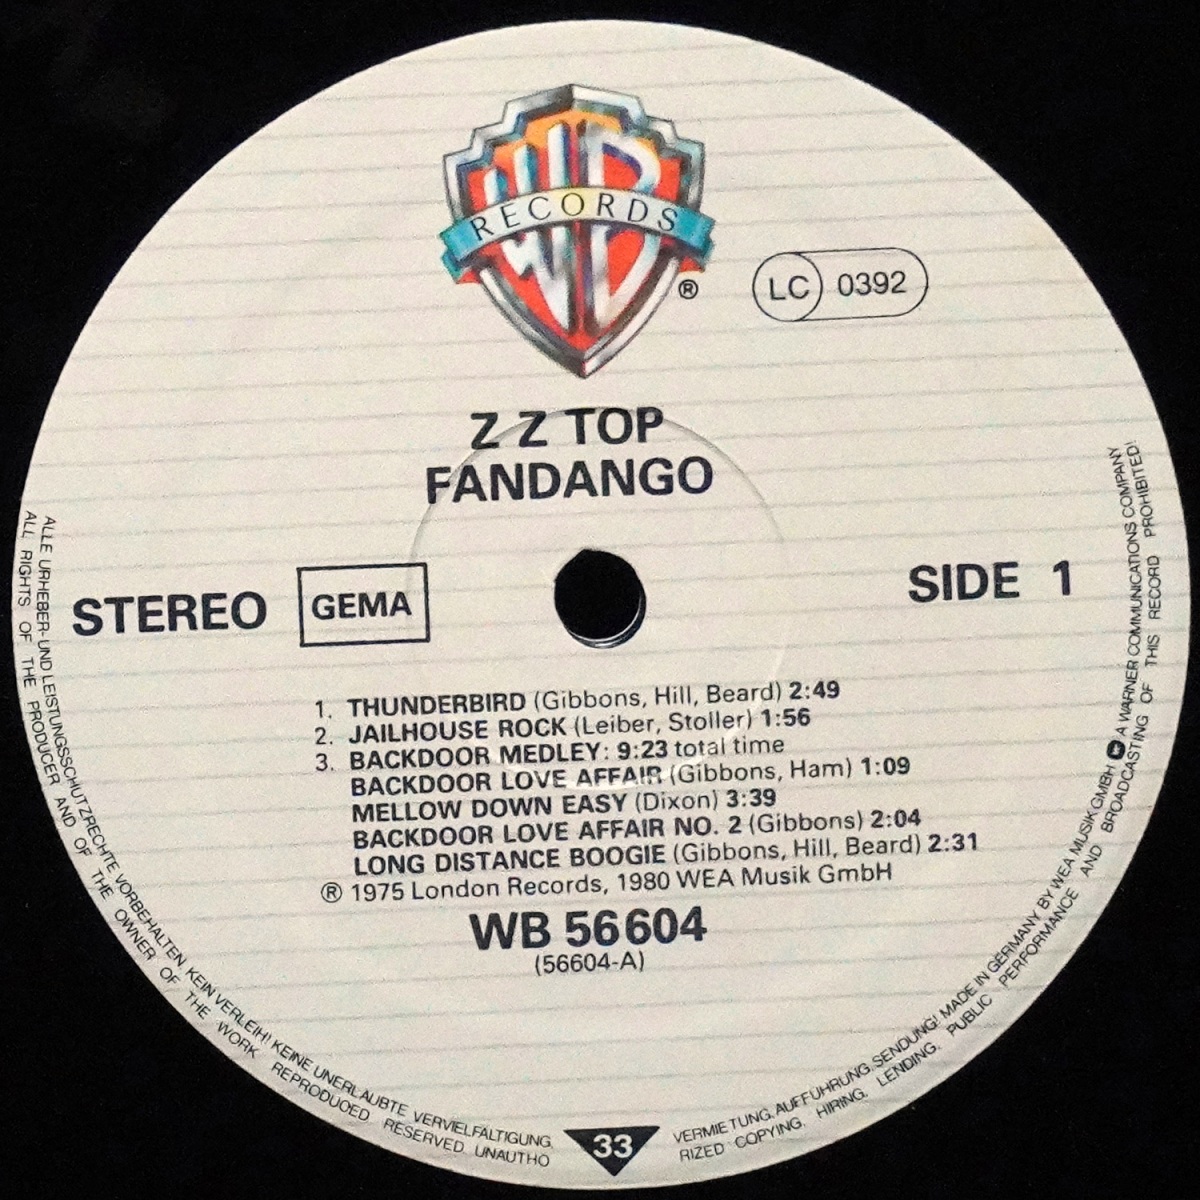 WB
RECORDS
®
LC 0392
Z Z TOP
FANDANGO
STEREO
GEMA
SIDE 1
1. THUNDERBIRD (Gibbons, Hill, Beard) 2:49
2. JAILHOUSE ROCK (Leiber, Stoller) 1:56
3. BACKDOOR MEDLEY: 9:23 total time
BACKDOOR LOVE AFFAIR (Gibbons, Ham) 1:09
MELLOW DOWN EASY (Dixon) 3:39
BACKDOOR LOVE AFFAIR NO. 2 (Gibbons) 2:04
LONG DISTANCE BOOGIE (Gibbons, Hill, Beard) 2:31
Ⓡ 1975 London Records, 1980 WEA Musik GmbH
WB 56 604
(56604-A)
ALLE URHEBER- UND LEISTUNGSSCHUTZRECHTE VORBEHALTEN. KEIN VERLEIH! KEINE UNERLAUBTE VERVIELFÄLTIGUNG, VERMIETUNG, AUFFÜHRUNG, SENDUNG! MADE IN GERMANY BY WEA MUSIK GMBH A WARNER COMMUNICATIONS COMPANY
ALL RIGHTS OF THE PRODUCER AND OF THE OWNER OF THE WORK REPRODUCED RESERVED. UNAUTHORIZED COPYING, HIRING, LENDING, PUBLIC PERFORMANCE AND BROADCASTING OF THIS RECORD PROHIBITED!
33